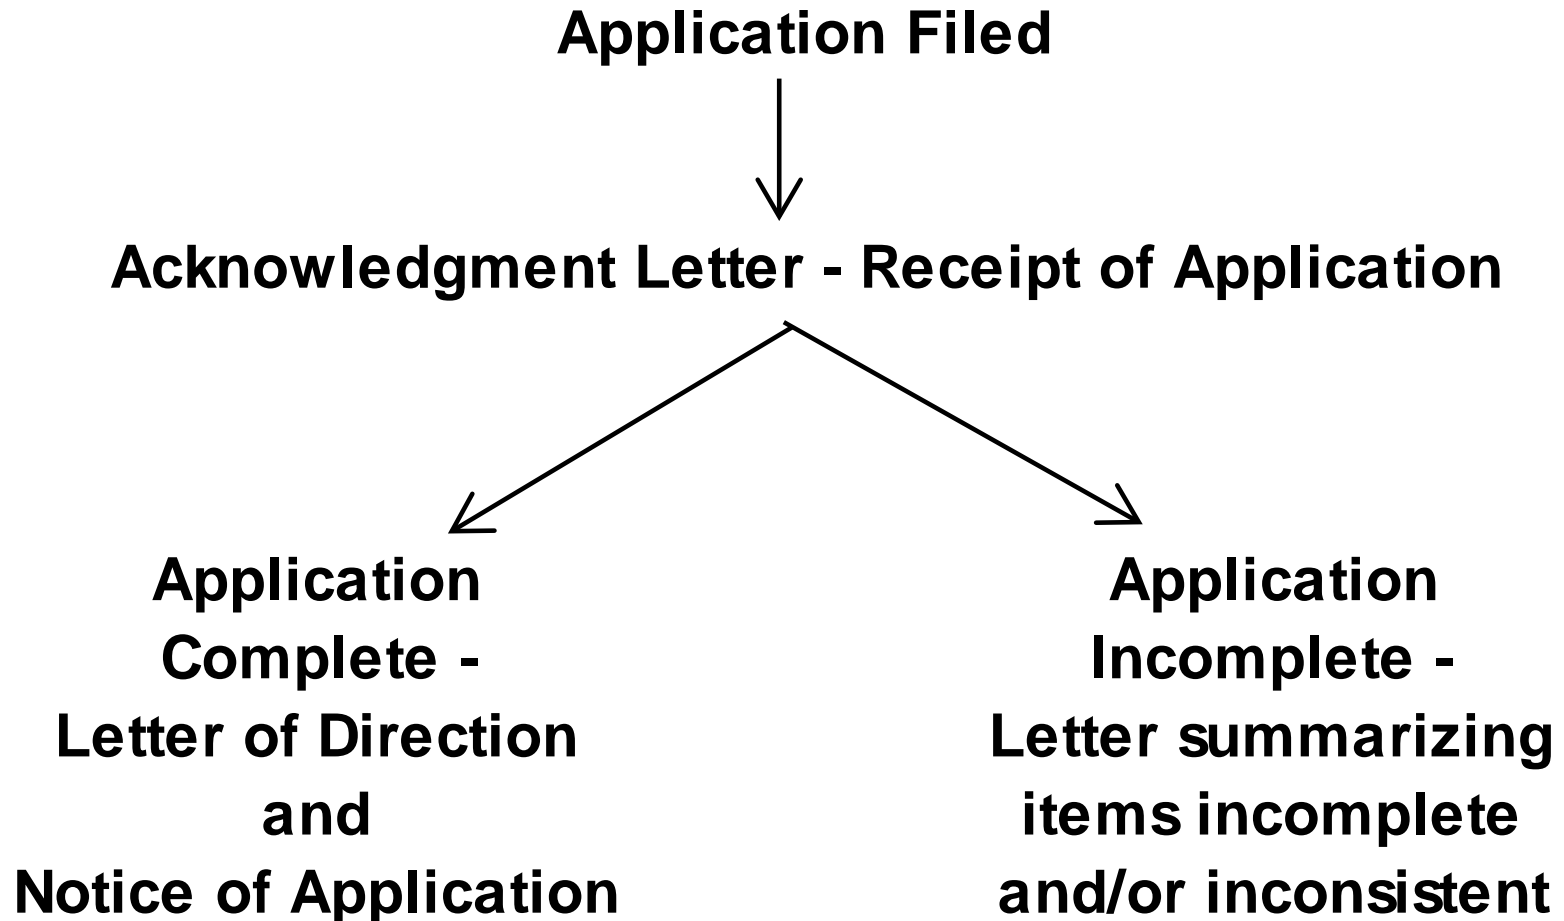 Application Filed
Acknowledgment Letter - Receipt of Application
Application
Complete -
Letter of Direction
and
Notice of Application
Application
Incomplete -
Letter summarizing
items incomplete
and/or inconsistent